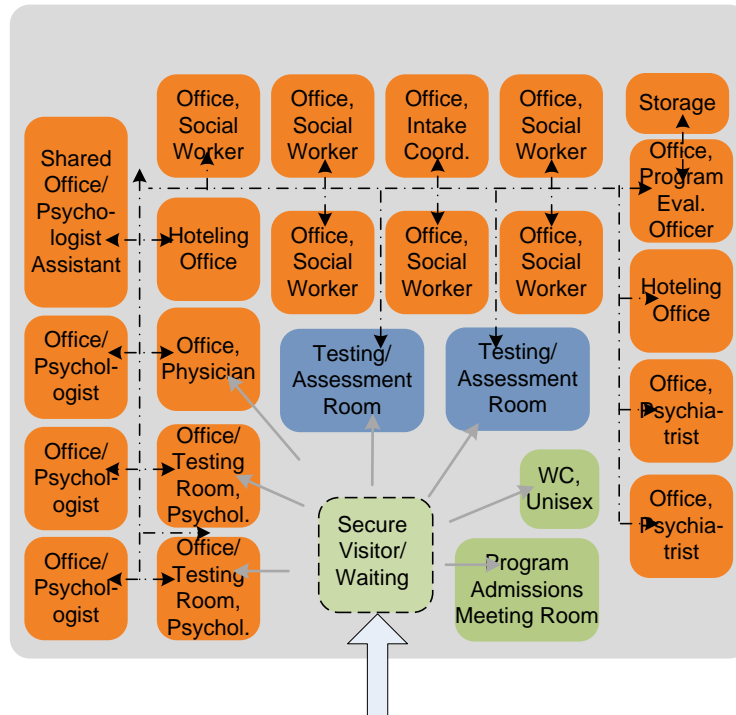 Office,
Social
Worker
Office,
Social
Worker
Office,
Intake
Coord.
Office,
Social
Worker
Storage
Shared
Office/
Psycho-
logist
Assistant
Office,
Program
Eval.
Officer
Hoteling
Office
Office,
Social
Worker
Office,
Social
Worker
Office,
Social
Worker
Hoteling
Office
Office/
Psychol-
ogist
Office,
Physician
Testing/
Assessment
Room
Testing/
Assessment
Room
Office,
Psychia-
trist
Office/
Psychol-
ogist
Office/
Testing
Room,
Psychol.
WC,
Unisex
Office,
Psychia-
trist
Secure
Visitor/
Waiting
Office/
Psychol-
ogist
Office/
Testing
Room,
Psychol.
Program
Admissions
Meeting Room